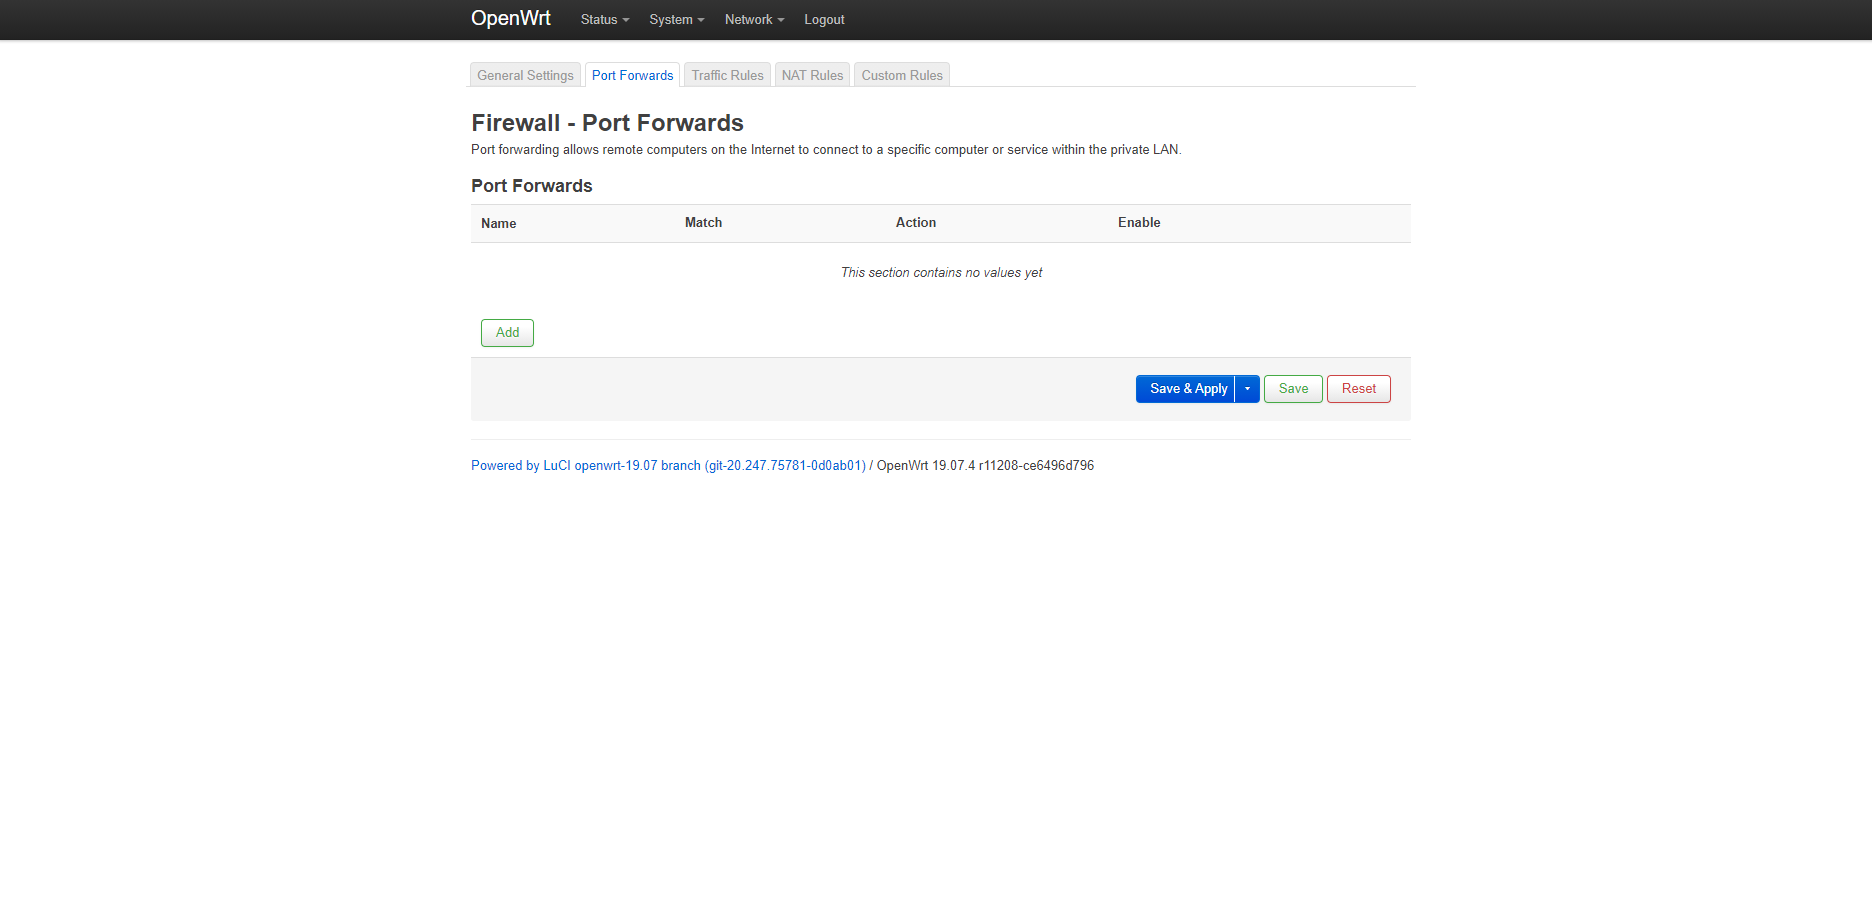 OpenWrt Status System Network Logout
General Settings Port Forwards Traffic Rules NAT Rules Custom Rules
Firewall - Port Forwards
Port forwarding allows remote computers on the Internet to connect to a specific computer or service within the private LAN.
Port Forwards
Name Match Action Enable
This section contains no values yet
Add
Save & Apply Save Reset
Powered by LuCI openwrt-19.07 branch (git-20.247.75781-0d0ab01) / OpenWrt 19.07.4 r11208-ce6496d796